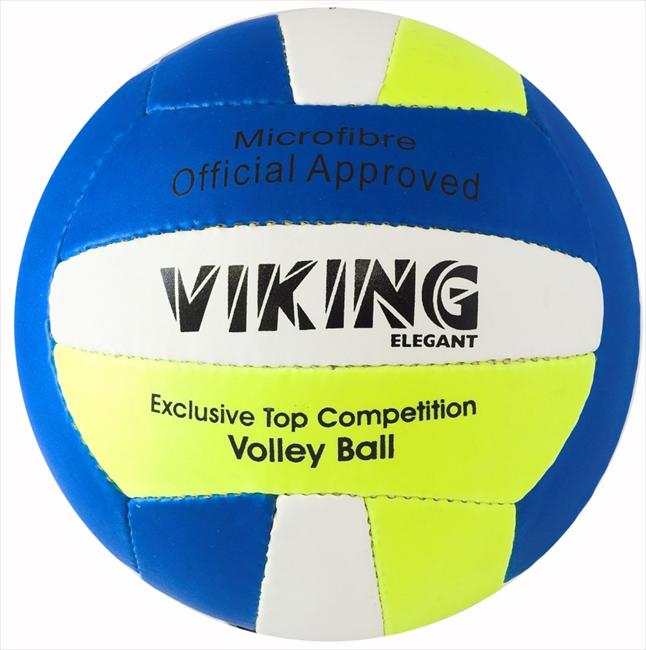 Microfibre
Official Approved
VIKING
ELEGANT
Exclusive Top Competition
Volley Ball